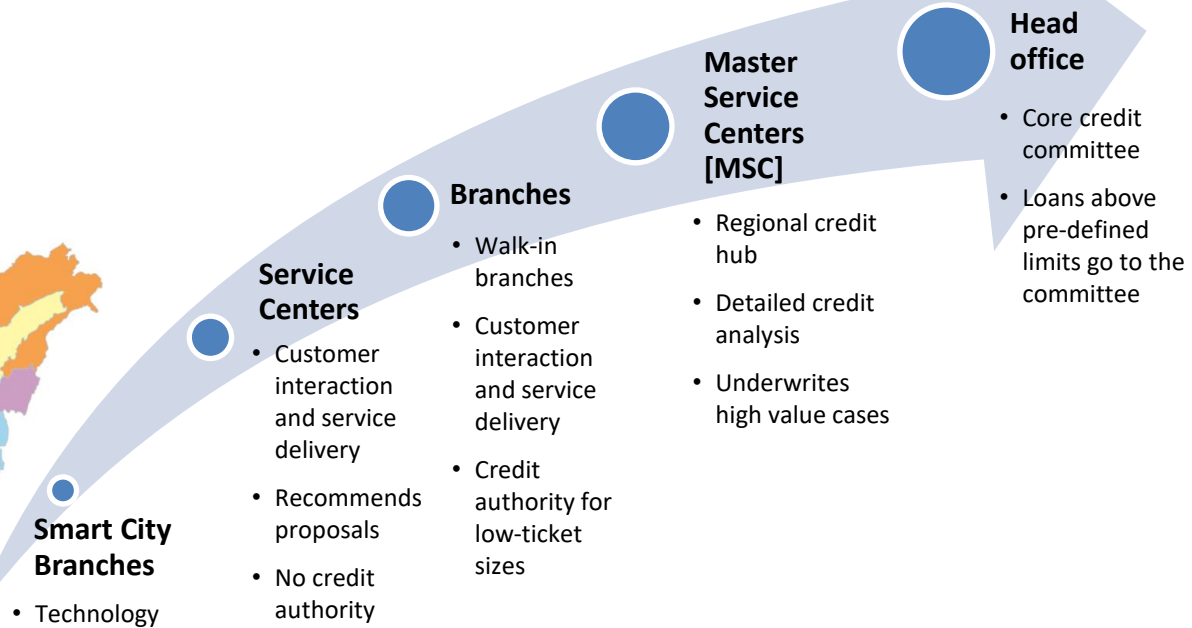 Smart City
Branches
• Technology
Service
Centers
• Customer
interaction
and service
delivery
• Recommends
proposals
• No credit
authority
Branches
• Walk-in
branches
• Customer
interaction
and service
delivery
• Credit
authority for
low-ticket
sizes
Master
Service
Centers
[MSC]
• Regional credit
hub
• Detailed credit
analysis
• Underwrites
high value cases
Head
office
• Core credit
committee
• Loans above
pre-defined
limits go to the
committee